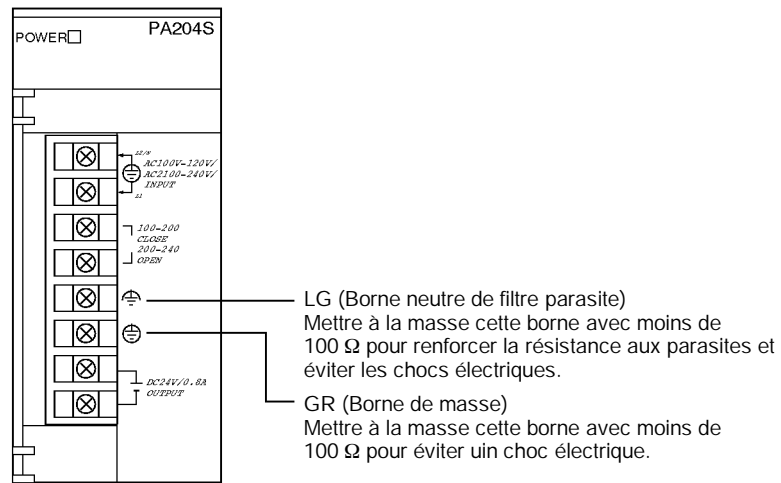 PA204S
POWER
L2/N
AC100V-120V/
AC2100-240V/
INPUT
L1
100-200
CLOSE
200-240
OPEN
LG (Borne neutre de filtre parasite)
Mettre à la masse cette borne avec moins de
100 Ω pour renforcer la résistance aux parasites et
éviter les chocs électriques.
DC24V/0.8A
OUTPUT
GR (Borne de masse)
Mettre à la masse cette borne avec moins de
100 Ω pour éviter uin choc électrique.